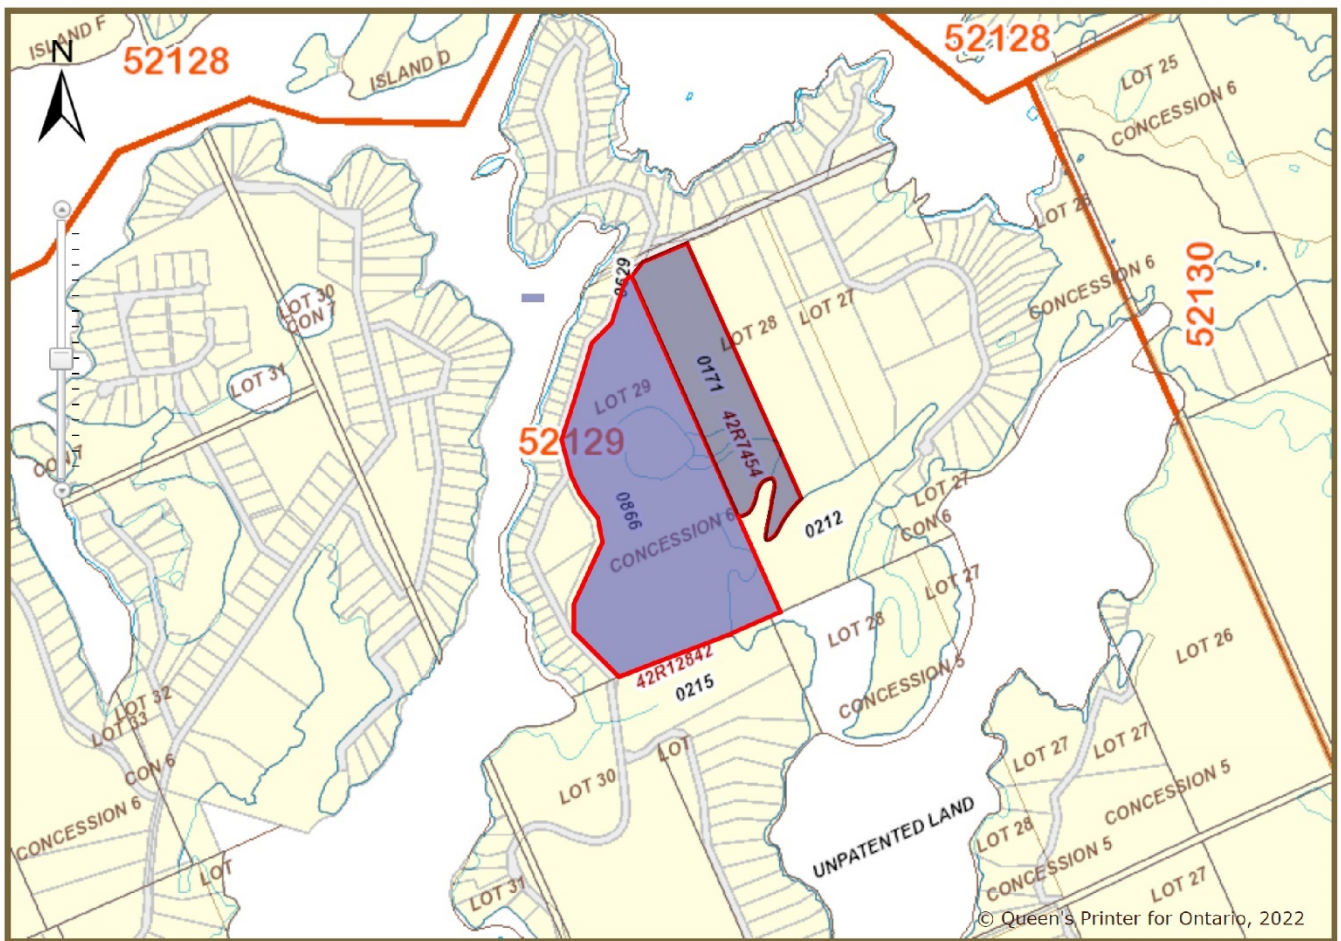 ISLAND F
N
52128
ISLAND D
52128
LOT 25
CONCESSION 6
LOT 26
CONCESSION 6
52130
0629
LOT 30
CON 7
LOT 28
LOT 27
0171
LOT 31
LOT 29
42R7454
52129
CON 7
0866
CONCESSION 6
0212
LOT 27
CON 6
LOT 27
LOT 28
LOT 26
42R12842
0215
CONCESSION 5
LOT 32
LOT 33
CON 6
LOT
LOT 30
LOT 27
LOT 27
CONCESSION 5
CONCESSION 6
UNPATENTED LAND
LOT 28
CONCESSION 5
LOT
LOT 31
LOT 27
© Queen's Printer for Ontario, 2022